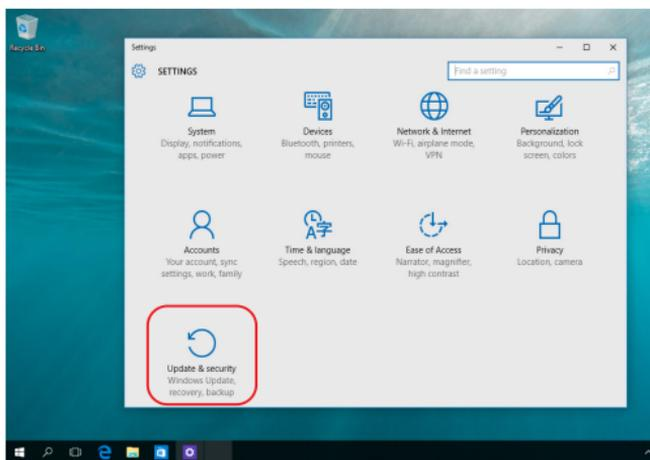 Recycle Bin
Settings
SETTINGS
Find a setting
System
Display, notifications,
apps, power
Devices
Bluetooth, printers,
mouse
Network & Internet
Wi-Fi, airplane mode,
VPN
Personalization
Background, lock
screen, colors
Accounts
Your account, sync
settings, work, family
Time & language
Speech, region, date
Ease of Access
Narrator, magnifier,
high contrast
Privacy
Location, camera
Update & security
Windows Update,
recovery, backup